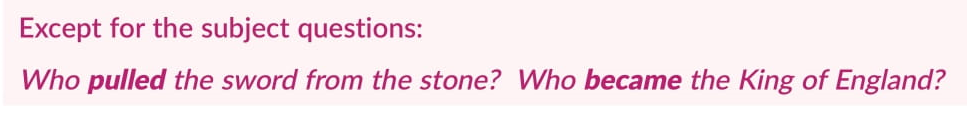 Except for the subject questions:
Who pulled the sword from the stone? Who became the King of England?